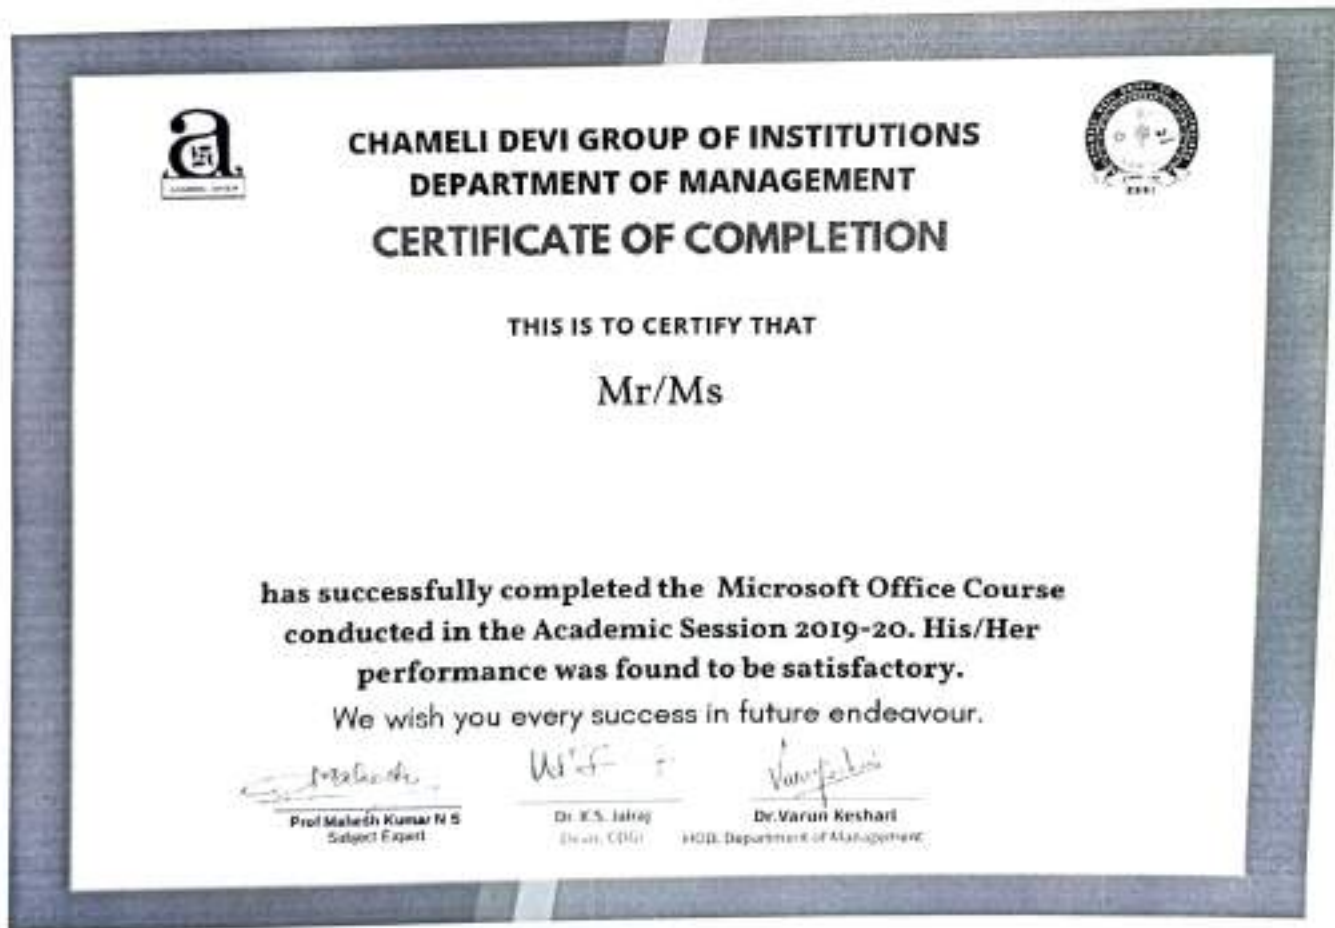 CHAMELI DEVI GROUP OF INSTITUTIONS
DEPARTMENT OF MANAGEMENT
CERTIFICATE OF COMPLETION
THIS IS TO CERTIFY THAT
Mr/Ms
has successfully completed the Microsoft Office Course
conducted in the Academic Session 2019-20. His/Her
performance was found to be satisfactory.
We wish you every success in future endeavour.
Prof Mahesh Kumar N S
Subject Expert
Dr. K.S. Jairaj
Dean, CDGI
Dr.Varun Keshari
HOD, Department of Management